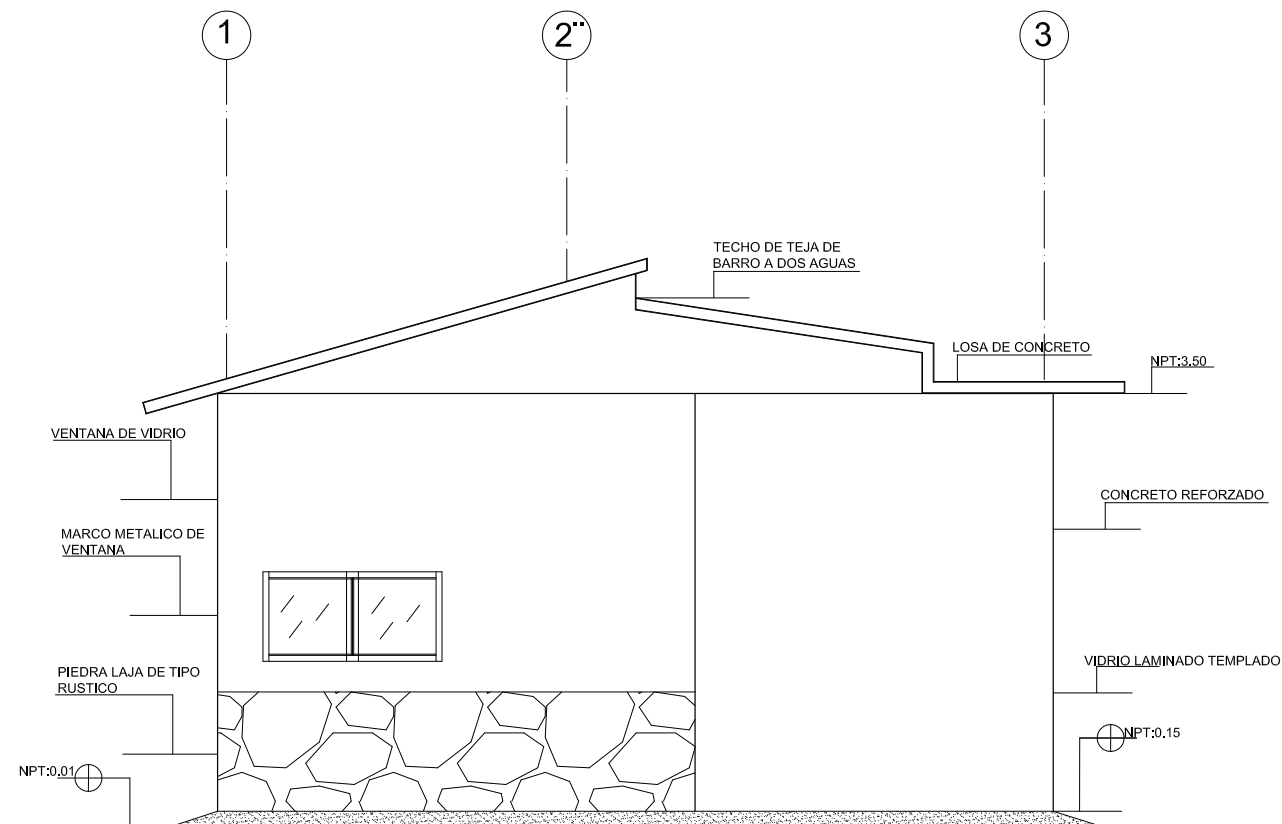 1
2¨
3
TECHO DE TEJA DE
BARRO A DOS AGUAS
LOSA DE CONCRETO
NPT:3.50
VENTANA DE VIDRIO
CONCRETO REFORZADO
MARCO METALICO DE
VENTANA
VIDRIO LAMINADO TEMPLADO
PIEDRA LAJA DE TIPO
RUSTICO
NPT:0.15
NPT:0.01